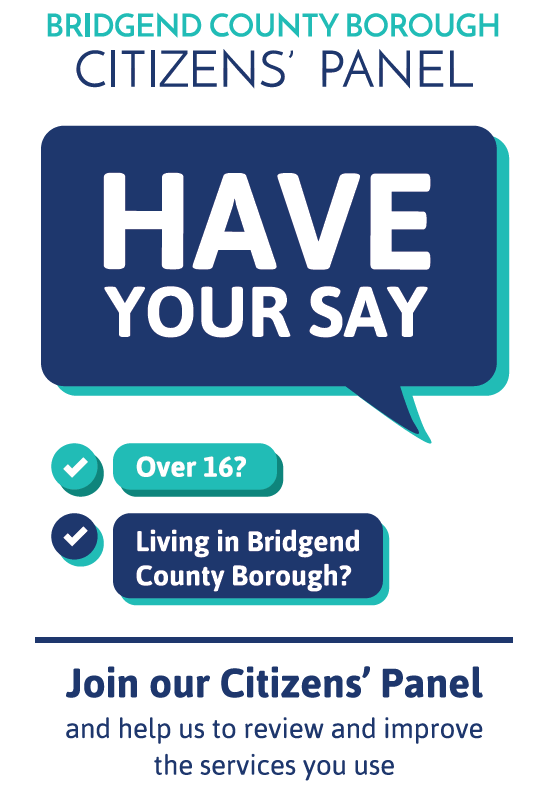 BRIDGEND COUNTY BOROUGH
CITIZENS’ PANEL
HAVE
YOUR SAY
Over 16?
Living in Bridgend
County Borough?
Join our Citizens’ Panel
and help us to review and improve
the services you use